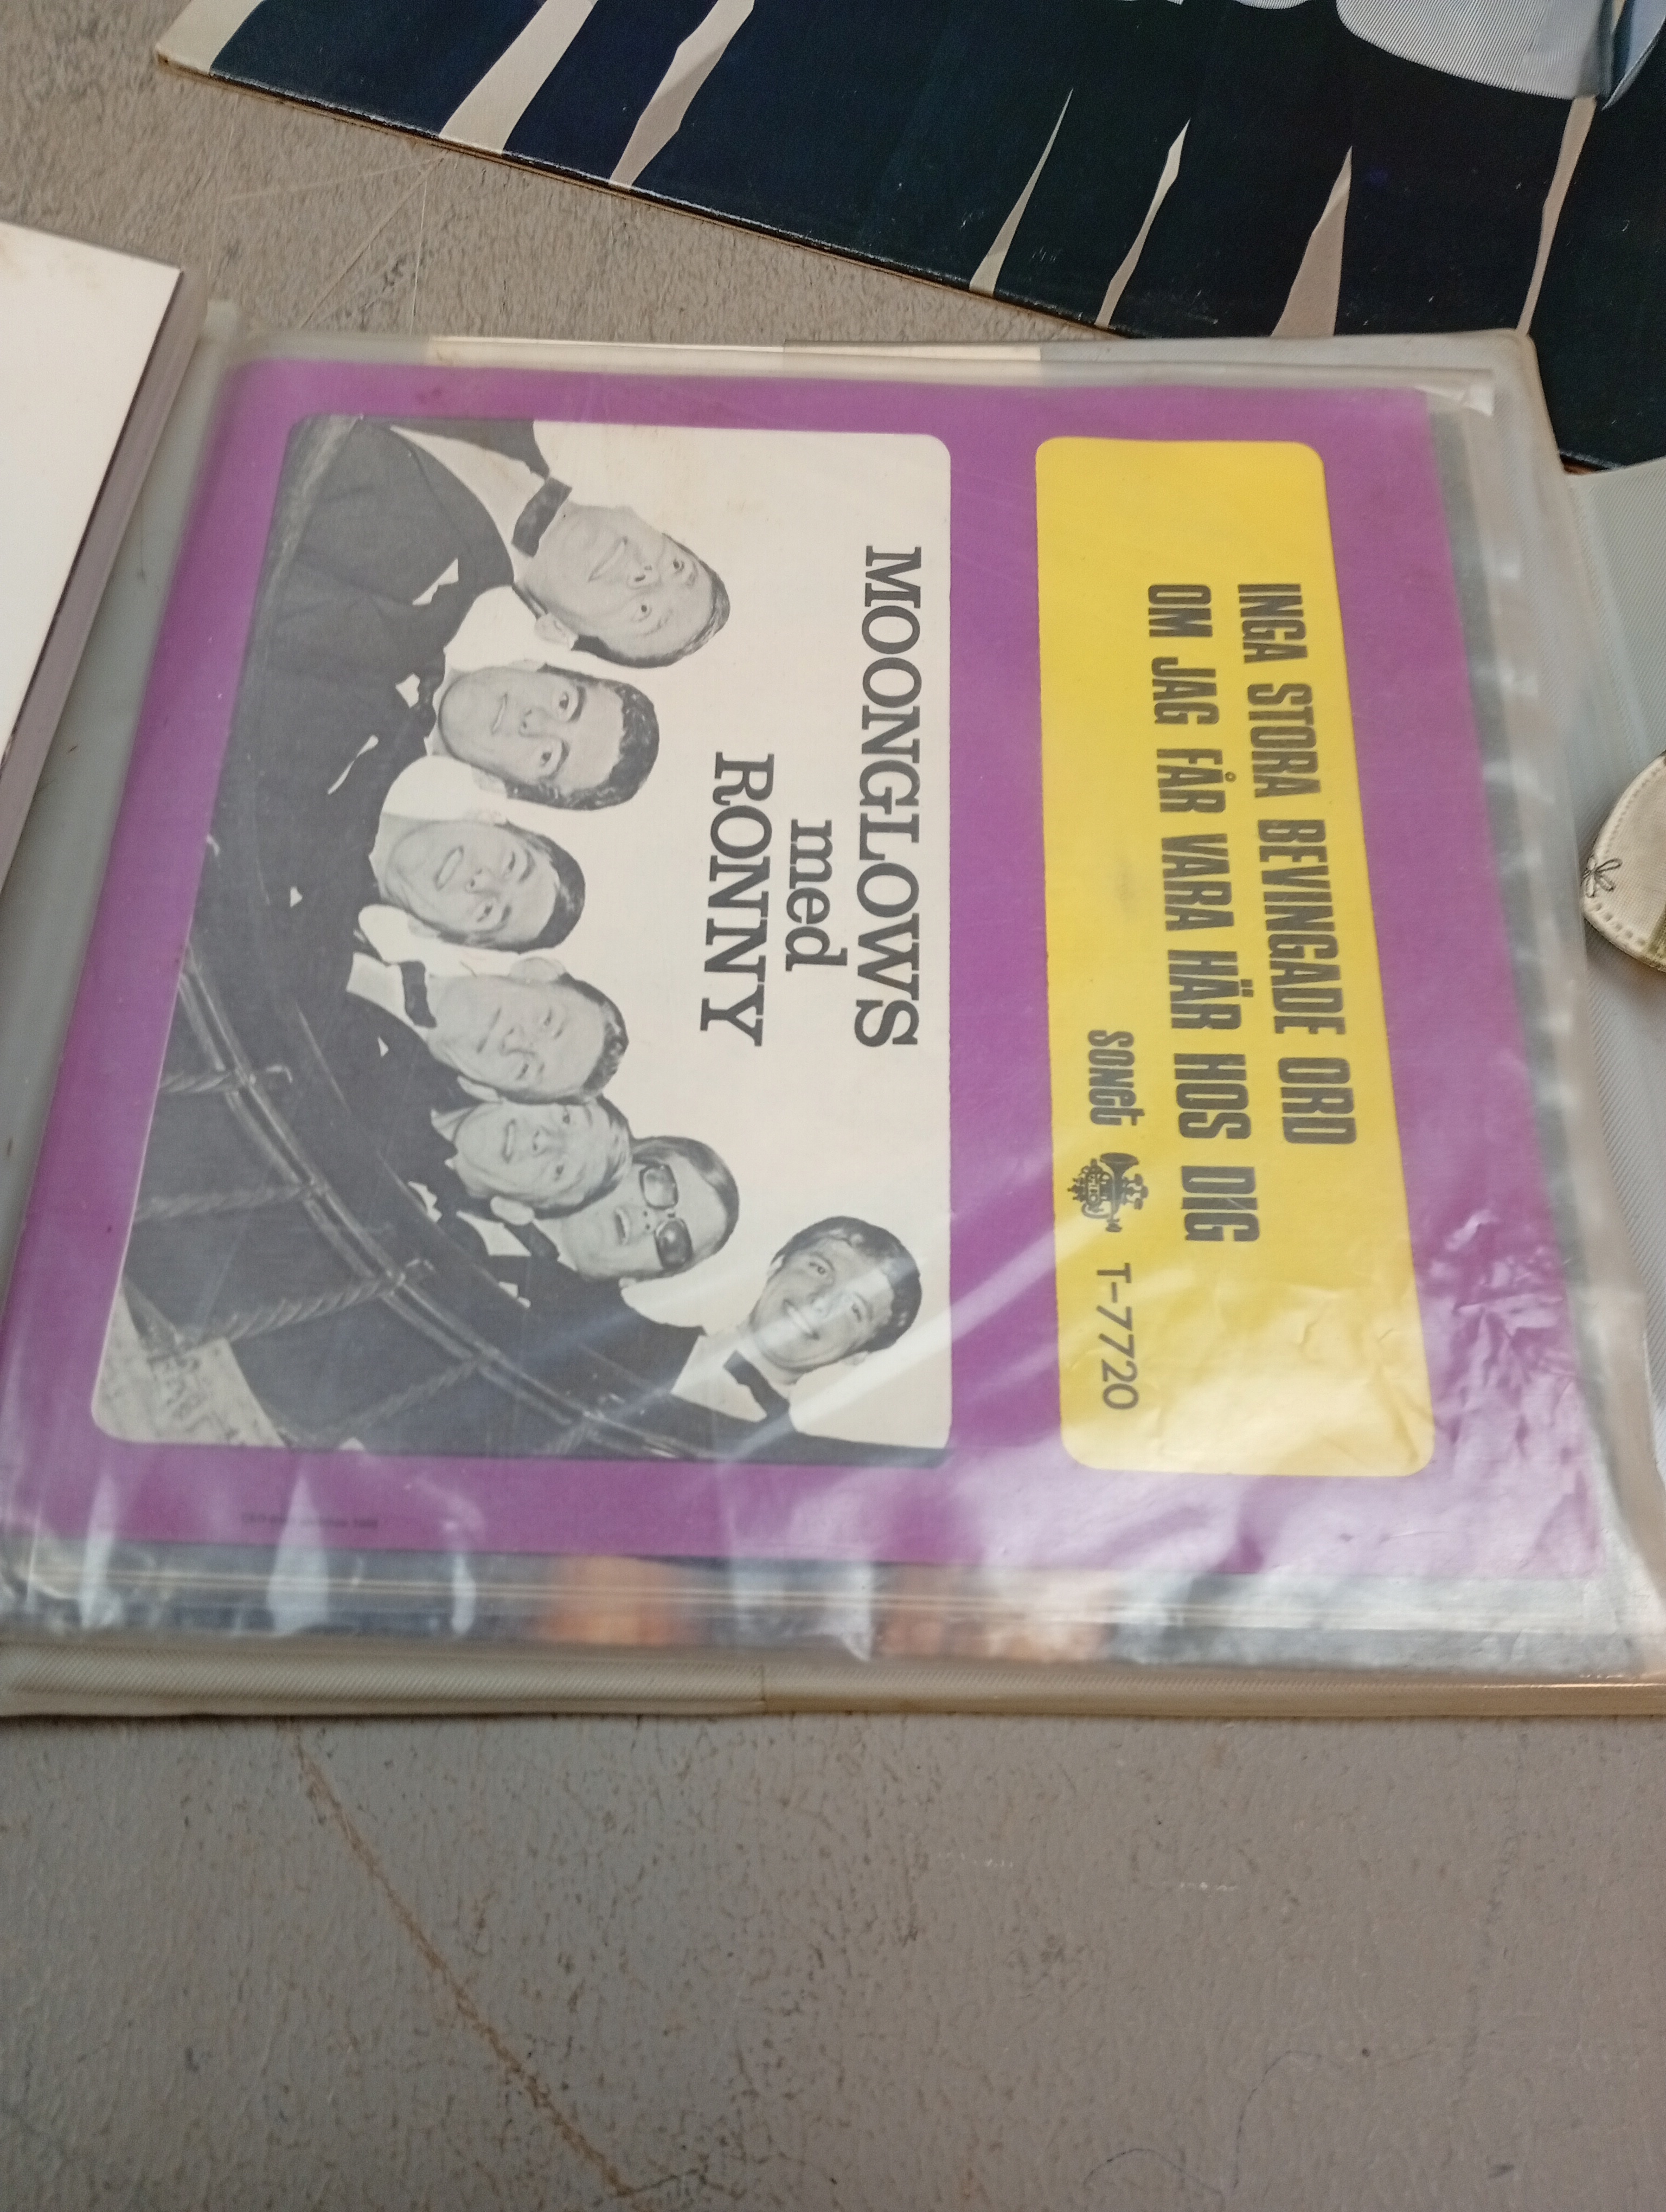 INGA STORA BEVINGADE ORD
OM JAG FÅR VARA HÄR HOS DIG
SONET T-7720
MOONGLOWS
med
RONNY